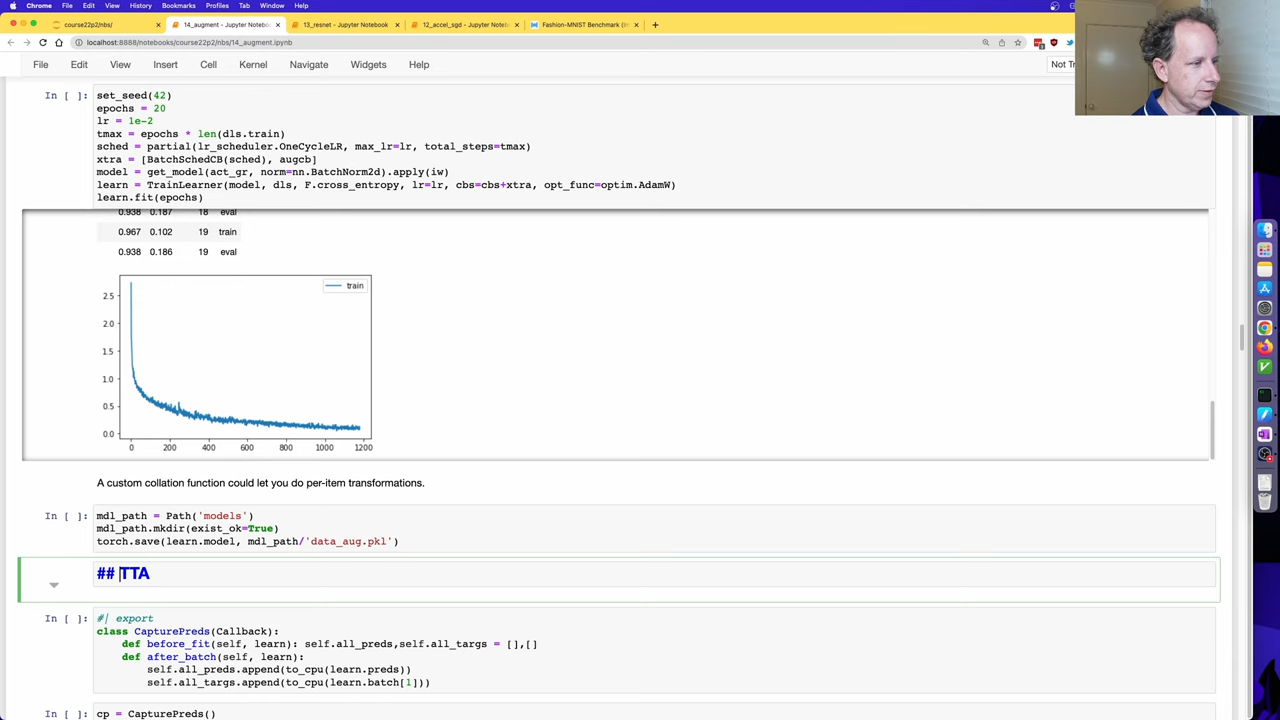 Chrome File Edit View History Bookmarks Profiles Tab Window Help
course22p2/nbs/
14_augment - Jupyter Noteboo
13_resnet - Jupyter Notebook
12_accel_sgd - Jupyter Notebo
Fashion-MNIST Benchmark (Im
localhost:8888/notebooks/course22p2/nbs/14_augment.ipynb
File Edit View Insert Cell Kernel Navigate Widgets Help
Not Tr
In [ ]: set_seed(42)
epochs = 20
lr = 1e-2
tmax = epochs * len(dls.train)
sched = partial(lr_scheduler.OneCycleLR, max_lr=lr, total_steps=tmax)
xtra = [BatchSchedCB(sched), augcb]
model = get_model(act_gr, norm=nn.BatchNorm2d).apply(iw)
learn = TrainLearner(model, dls, F.cross_entropy, lr=lr, cbs=cbs+xtra, opt_func=optim.AdamW)
learn.fit(epochs)
0.938 0.187 18 eval
0.967 0.102 19 train
0.938 0.186 19 eval
train
2.5
2.0
1.5
1.0
0.5
0.0
0 200 400 600 800 1000 1200
A custom collation function could let you do per-item transformations.
In [ ]: mdl_path = Path('models')
mdl_path.mkdir(exist_ok=True)
torch.save(learn.model, mdl_path/'data_aug.pkl')
## TTA
In [ ]: #| export
class CapturePreds(Callback):
def before_fit(self, learn): self.all_preds,self.all_targs = [],[]
def after_batch(self, learn):
self.all_preds.append(to_cpu(learn.preds))
self.all_targs.append(to_cpu(learn.batch[1]))
In [ ]: cp = CapturePreds()